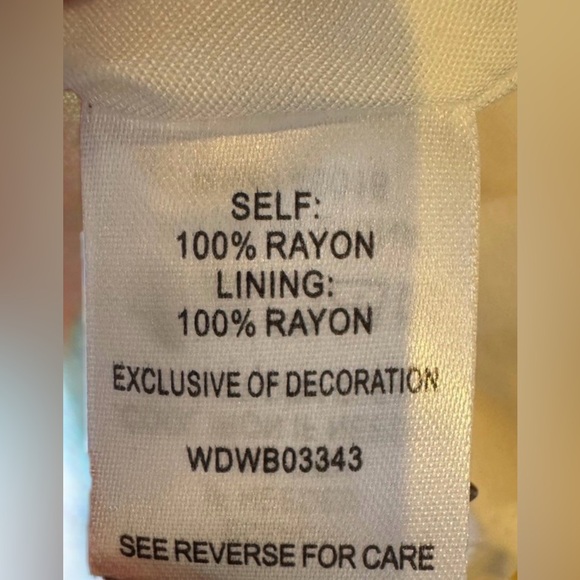 SELF:
100% RAYON
LINING:
100% RAYON
EXCLUSIVE OF DECORATION
WDWB03343
SEE REVERSE FOR CARE